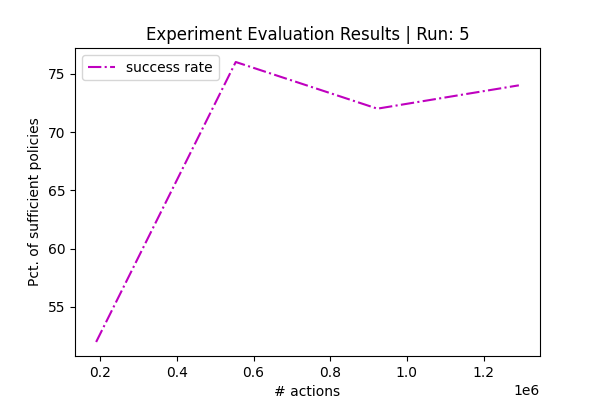 Experiment Evaluation Results | Run: 5
success rate
Pct. of sufficient policies
75
70
65
60
55
0.2 0.4 0.6 0.8 1.0 1.2
1e6
# actions